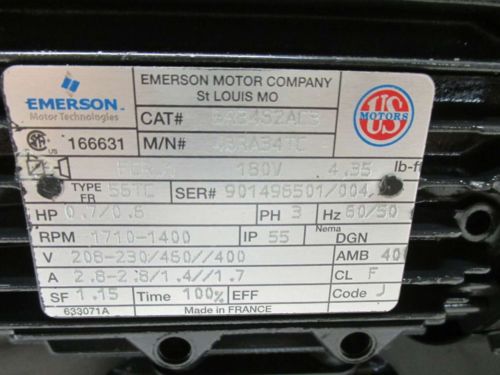 EMERSON
Motor Technologies
EMERSON MOTOR COMPANY
St LOUIS MO
US
MOTORS
CAT#
166631
M/N#
180V 4.35 lb-f
TYPE
FR 56TC SER# 901496501/004
HP PH 3 Hz 60/50
RPM 1710-1400 IP 55 Nema
DGN
V 208-230/460//400 AMB 40
A 2.8-2.8/1.4//1.7 CL F
SF 1.15 Time 100% EFF Code J
633071A Made in FRANCE